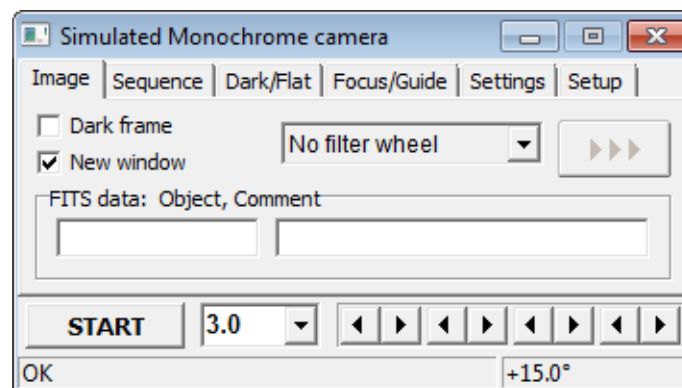 Simulated Monochrome camera
Image Sequence Dark/Flat Focus/Guide Settings Setup
Dark frame
No filter wheel
New window
FITS data: Object, Comment
START 3.0
OK +15.0°